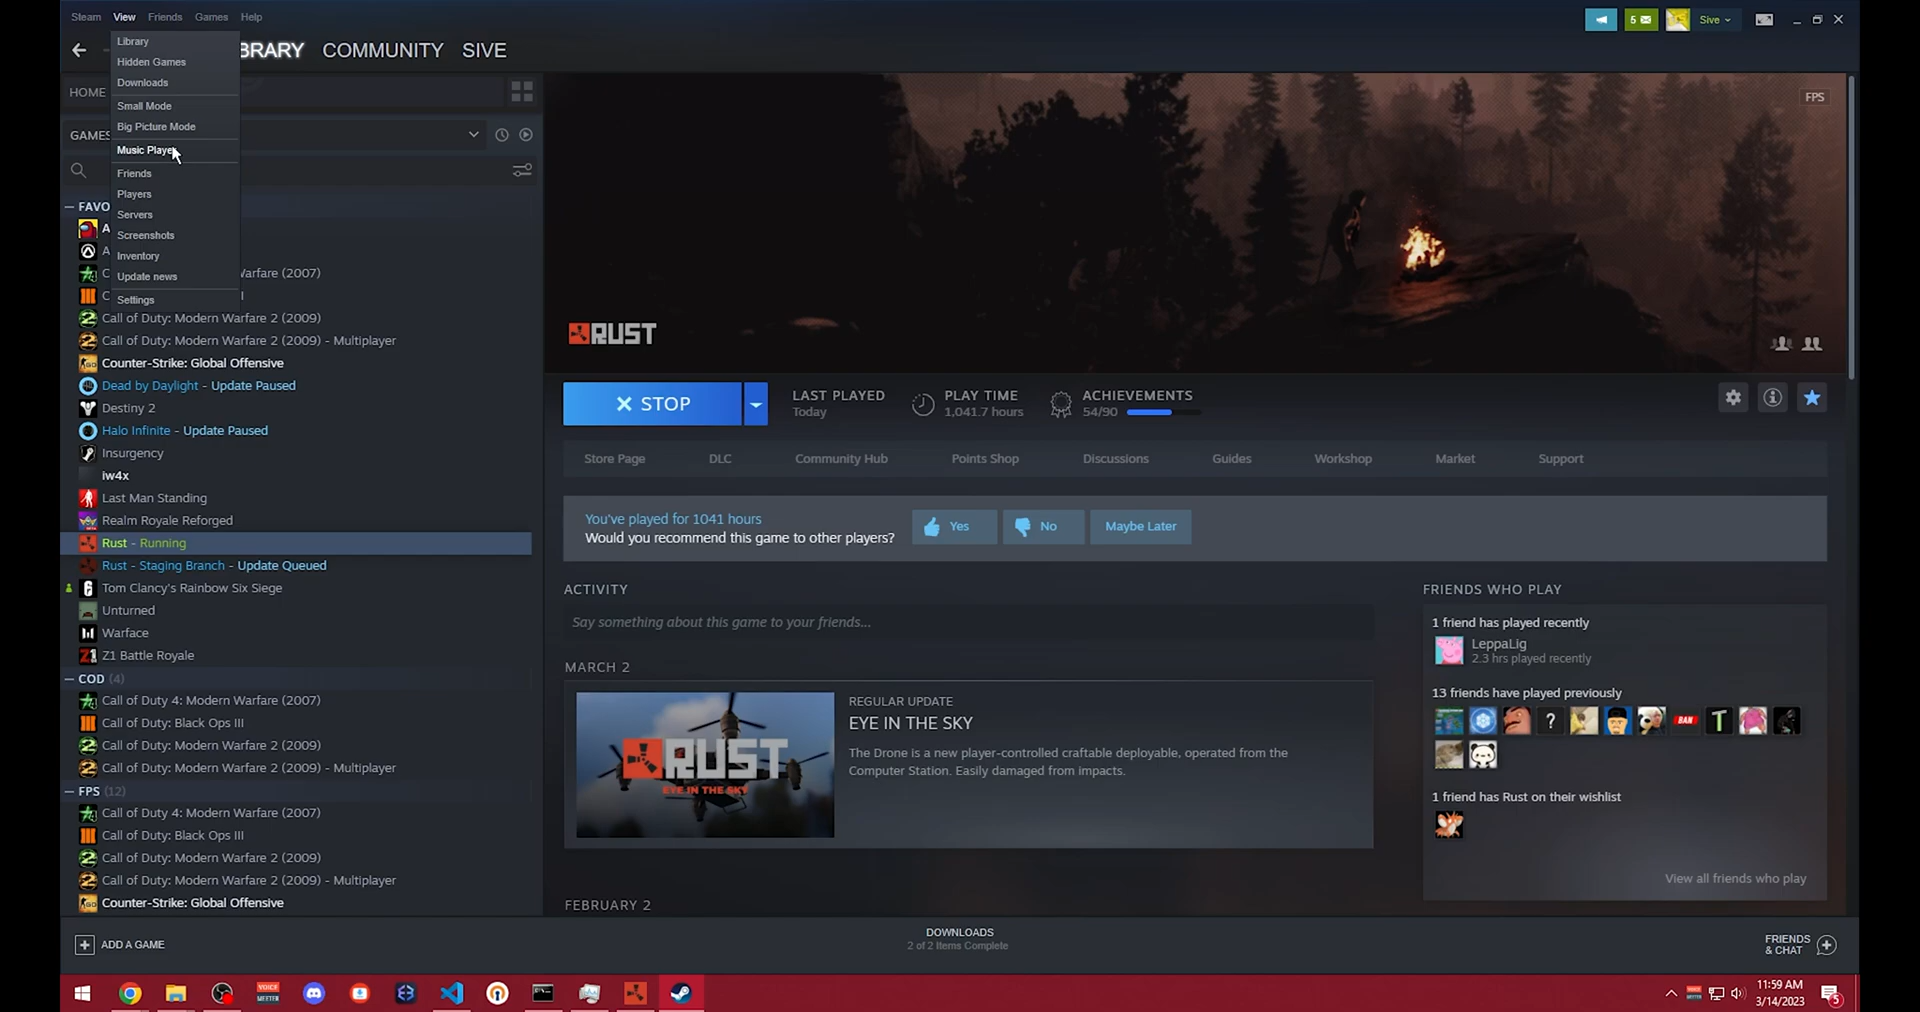 Steam View Friends Games Help
5
Sive
BRARY COMMUNITY SIVE
Library
Hidden Games
Downloads
Small Mode
Big Picture Mode
Music Player
Friends
Players
Servers
Screenshots
Inventory
Update news
Settings
HOME
GAMES
FAVO
A
A
C Warfare (2007)
C I
Call of Duty: Modern Warfare 2 (2009)
Call of Duty: Modern Warfare 2 (2009) - Multiplayer
Counter-Strike: Global Offensive
Dead by Daylight - Update Paused
Destiny 2
Halo Infinite - Update Paused
Insurgency
iw4x
Last Man Standing
Realm Royale Reforged
Rust - Running
Rust - Staging Branch - Update Queued
Tom Clancy's Rainbow Six Siege
Unturned
Warface
Z1 Battle Royale
COD (4)
Call of Duty 4: Modern Warfare (2007)
Call of Duty: Black Ops III
Call of Duty: Modern Warfare 2 (2009)
Call of Duty: Modern Warfare 2 (2009) - Multiplayer
FPS (12)
Call of Duty 4: Modern Warfare (2007)
Call of Duty: Black Ops III
Call of Duty: Modern Warfare 2 (2009)
Call of Duty: Modern Warfare 2 (2009) - Multiplayer
Counter-Strike: Global Offensive
FPS
RUST
STOP
LAST PLAYED
Today
PLAY TIME
1,041.7 hours
ACHIEVEMENTS
54/90
Store Page DLC Community Hub Points Shop Discussions Guides Workshop Market Support
You've played for 1041 hours
Would you recommend this game to other players?
Yes No Maybe Later
ACTIVITY
Say something about this game to your friends...
MARCH 2
RUST
EYE IN THE SKY
REGULAR UPDATE
EYE IN THE SKY
The Drone is a new player-controlled craftable deployable, operated from the
Computer Station. Easily damaged from impacts.
FEBRUARY 2
FRIENDS WHO PLAY
1 friend has played recently
LeppaLig
2.3 hrs played recently
13 friends have played previously
?
BAN
T
1 friend has Rust on their wishlist
View all friends who play
ADD A GAME
DOWNLOADS
2 of 2 Items Complete
FRIENDS
& CHAT
VOICE
MEETER
11:59 AM
3/14/2023
5